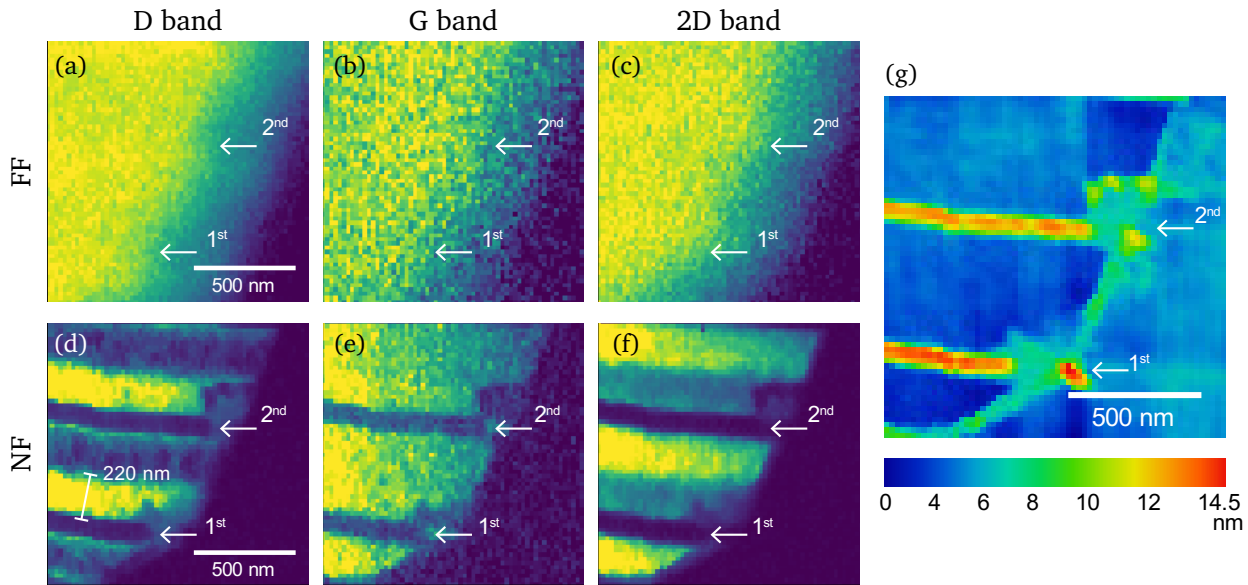 D band
G band
2D band
FF
(a)
2nd
1st
500 nm
(b)
2nd
1st
(c)
2nd
1st
NF
(d)
2nd
220 nm
1st
500 nm
(e)
2nd
1st
(f)
2nd
1st
(g)
2nd
1st
500 nm
0 4 6 8 10 12 14.5
nm